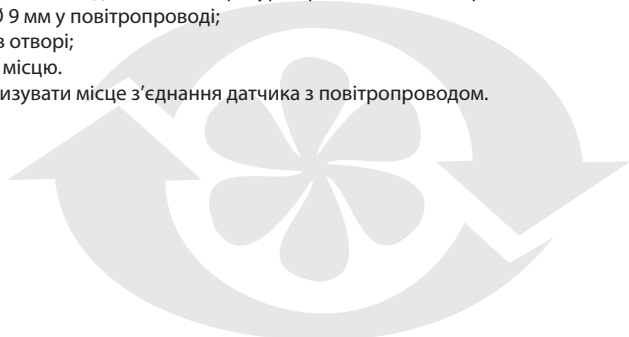 Ø 9 мм у повітропроводі;
в отворі;
місцю.
изувати місце з’єднання датчика з повітропроводом.